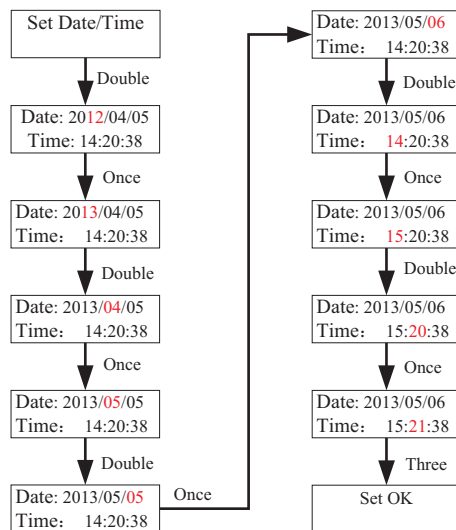 Set Date/Time
Double
Date: 2012/04/05
Time: 14:20:38
Once
Date: 2013/04/05
Time： 14:20:38
Double
Date: 2013/04/05
Time： 14:20:38
Once
Date: 2013/05/05
Time： 14:20:38
Double
Date: 2013/05/05
Time： 14:20:38
Once
Date: 2013/05/06
Time： 14:20:38
Double
Date: 2013/05/06
Time： 14:20:38
Once
Date: 2013/05/06
Time： 15:20:38
Double
Date: 2013/05/06
Time： 15:20:38
Once
Date: 2013/05/06
Time： 15:21:38
Three
Set OK